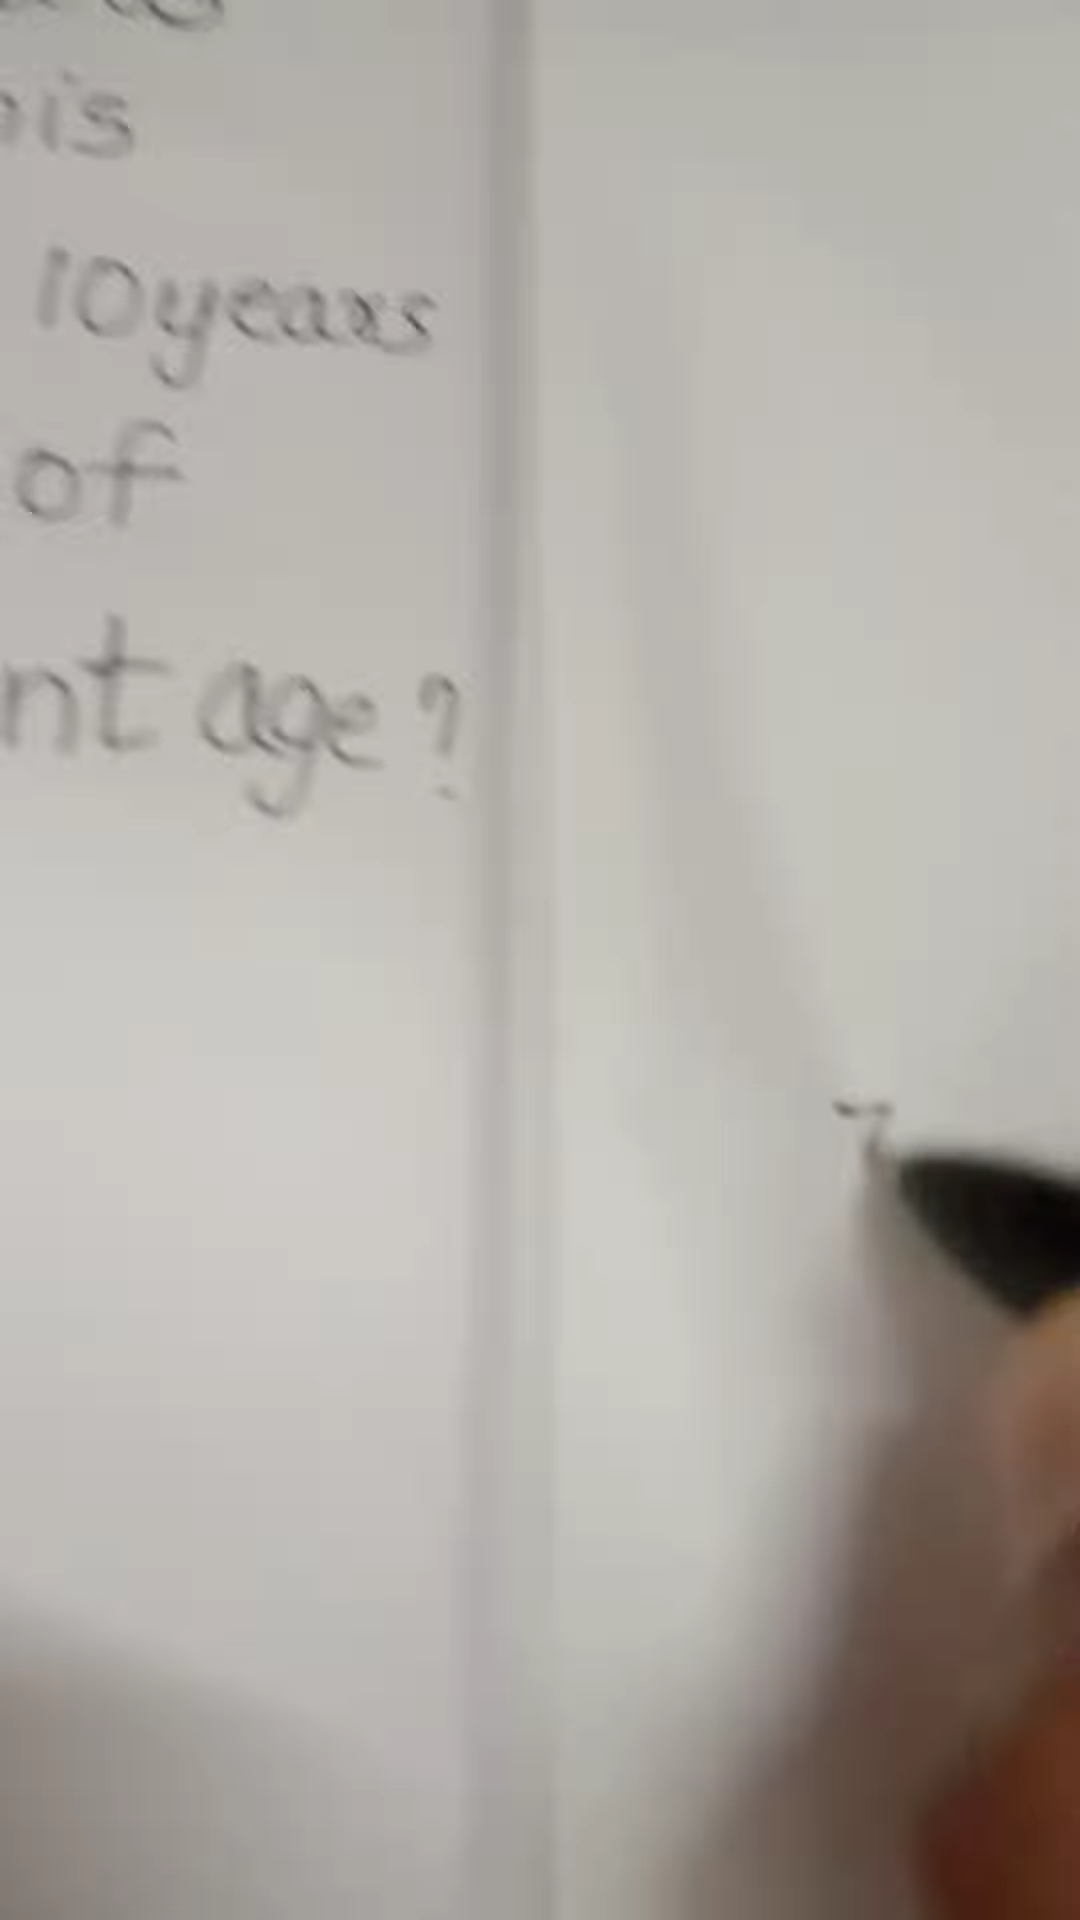 is
10years
of
nt age?